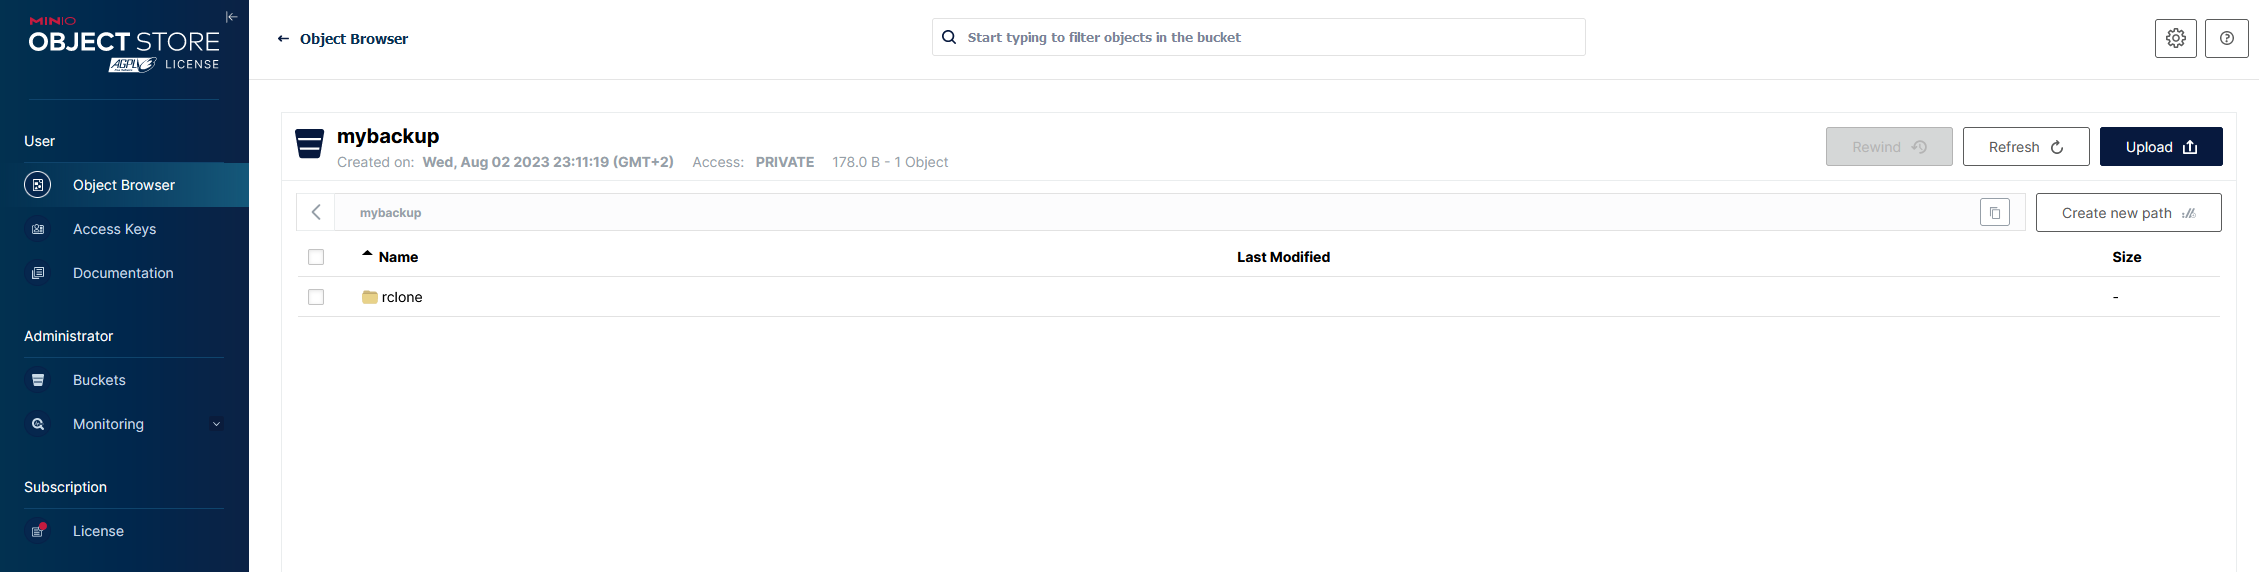 MINIO
OBJECT STORE
AGPLv3 LICENSE
User
Object Browser
Access Keys
Documentation
Administrator
Buckets
Monitoring
Subscription
License
Object Browser
Start typing to filter objects in the bucket
mybackup
Created on: Wed, Aug 02 2023 23:11:19 (GMT+2) Access: PRIVATE 178.0 B - 1 Object
Rewind
Refresh
Upload
mybackup
Create new path
Name Last Modified Size
rclone -